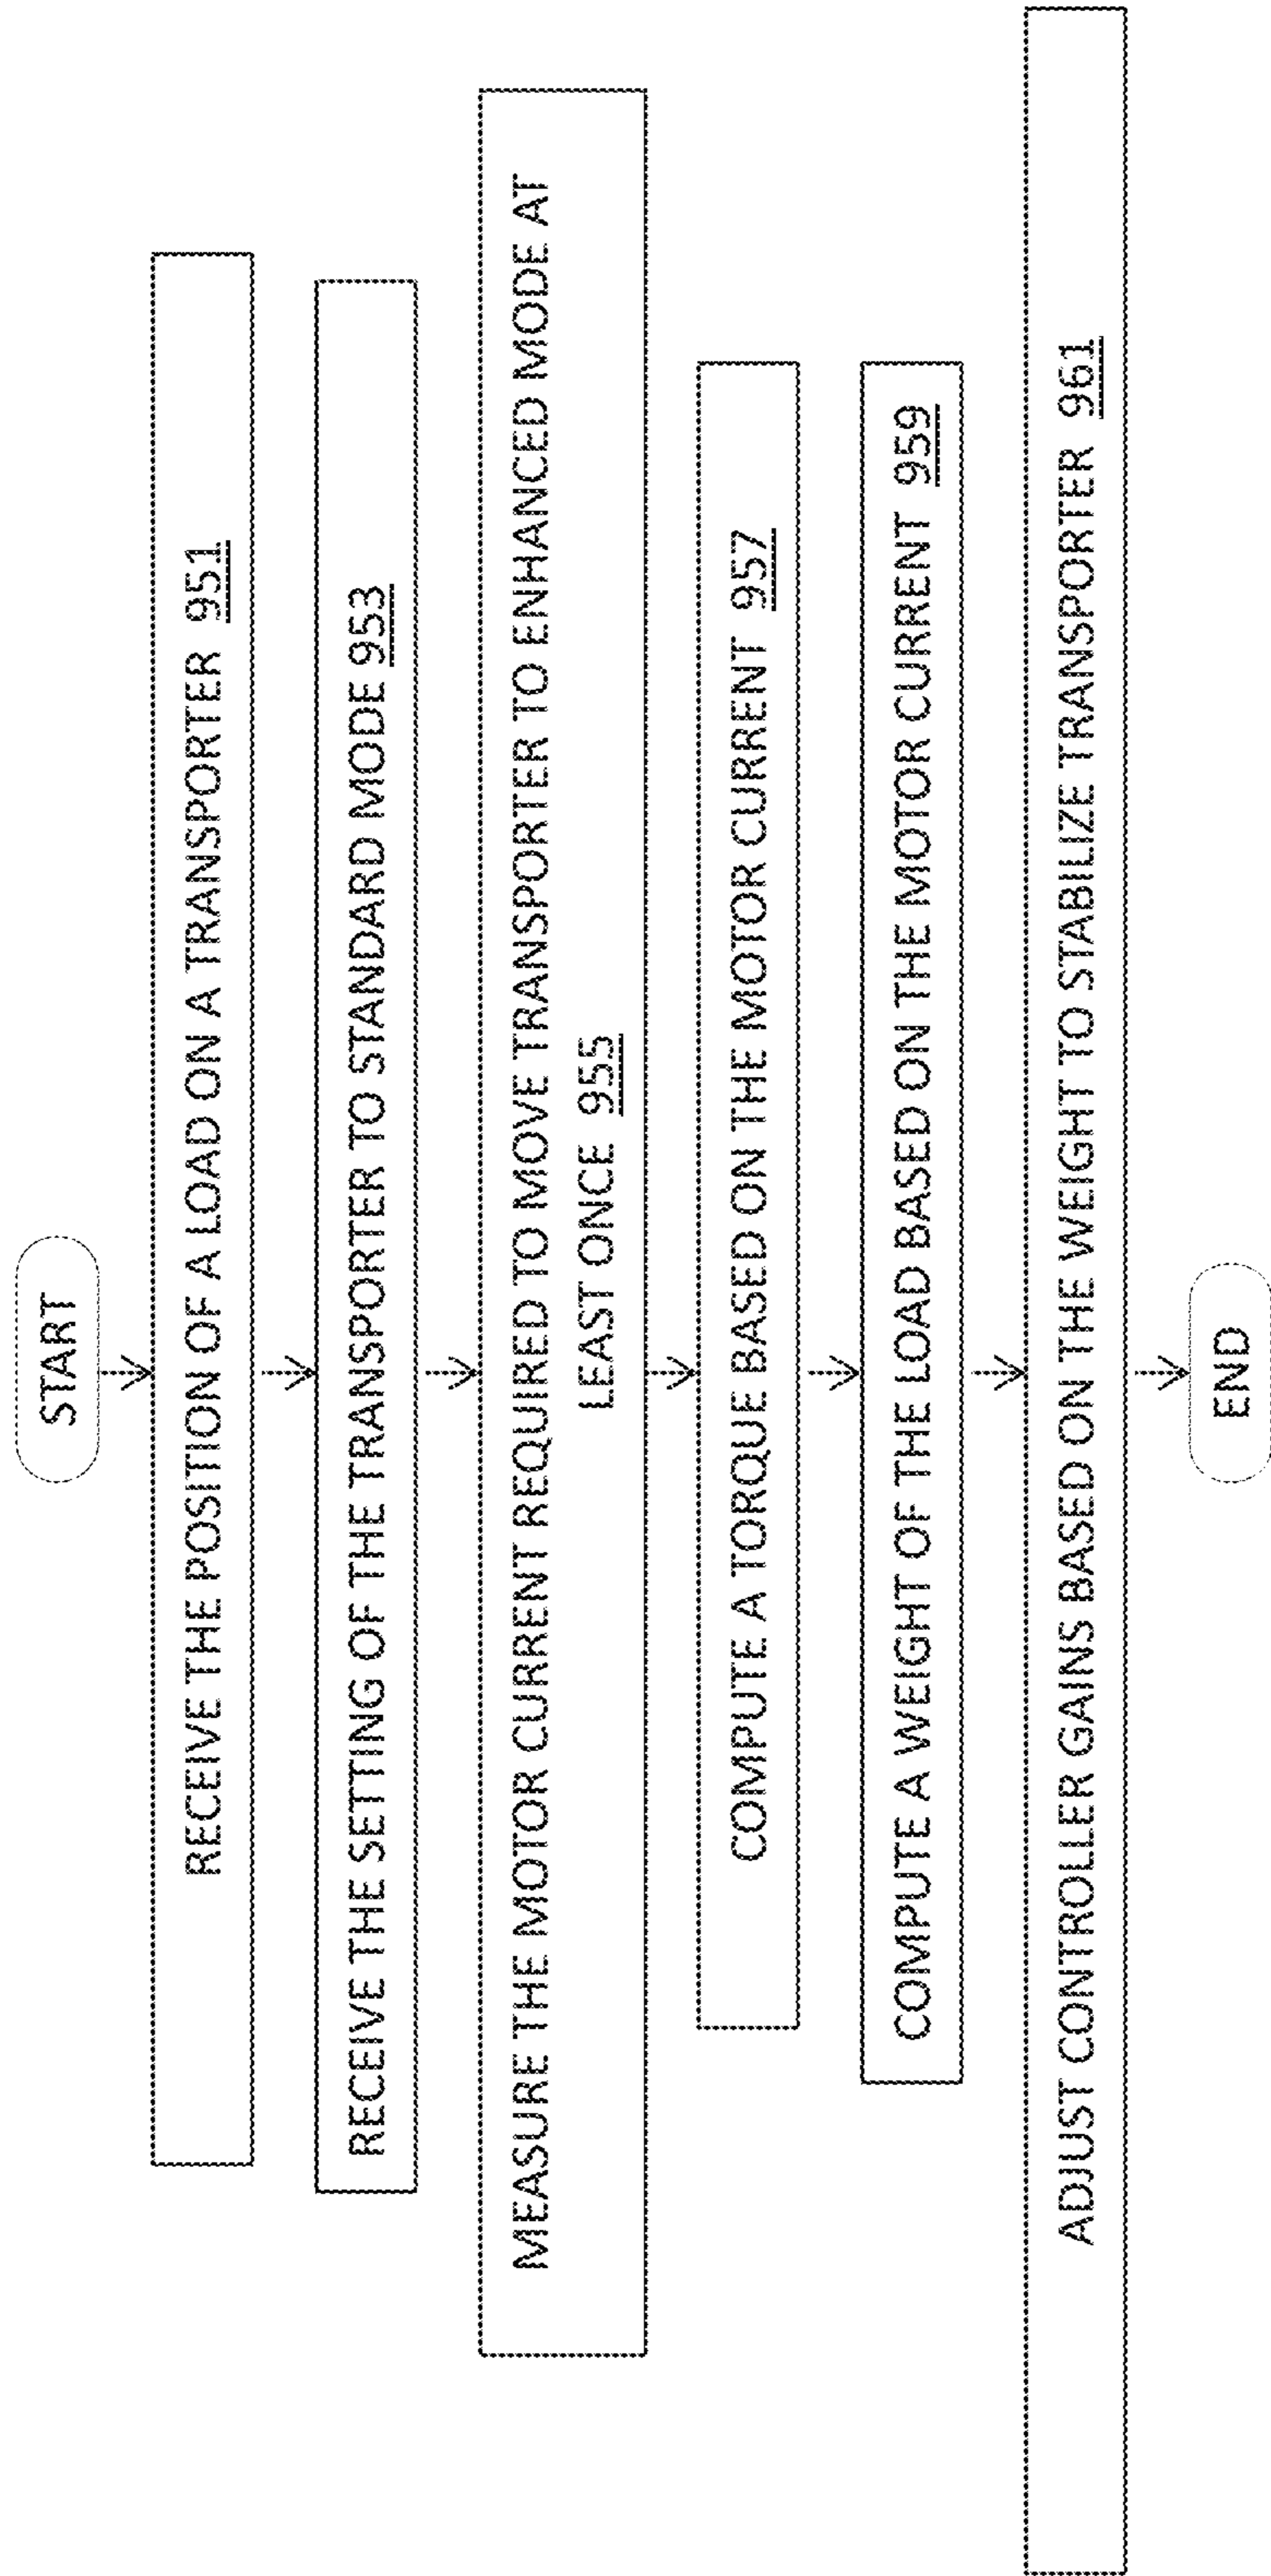 START
RECEIVE THE POSITION OF A LOAD ON A TRANSPORTER 951
RECEIVE THE SETTING OF THE TRANSPORTER TO STANDARD MODE 953
MEASURE THE MOTOR CURRENT REQUIRED TO MOVE TRANSPORTER TO ENHANCED MODE AT
LEAST ONCE 955
COMPUTE A TORQUE BASED ON THE MOTOR CURRENT 957
COMPUTE A WEIGHT OF THE LOAD BASED ON THE MOTOR CURRENT 959
ADJUST CONTROLLER GAINS BASED ON THE WEIGHT TO STABILIZE TRANSPORTER 961
END